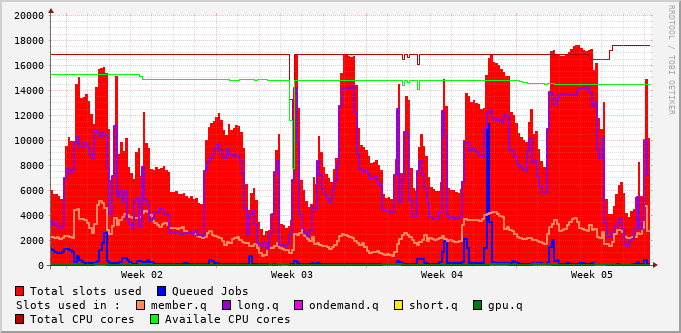 20000
18000
16000
14000
12000
10000
8000
6000
4000
2000
0
Week 02 Week 03 Week 04 Week 05
RRDTOOL / TOBI OETIKER
Total slots used Queued Jobs
Slots used in : member.q long.q ondemand.q short.q gpu.q
Total CPU cores Availale CPU cores